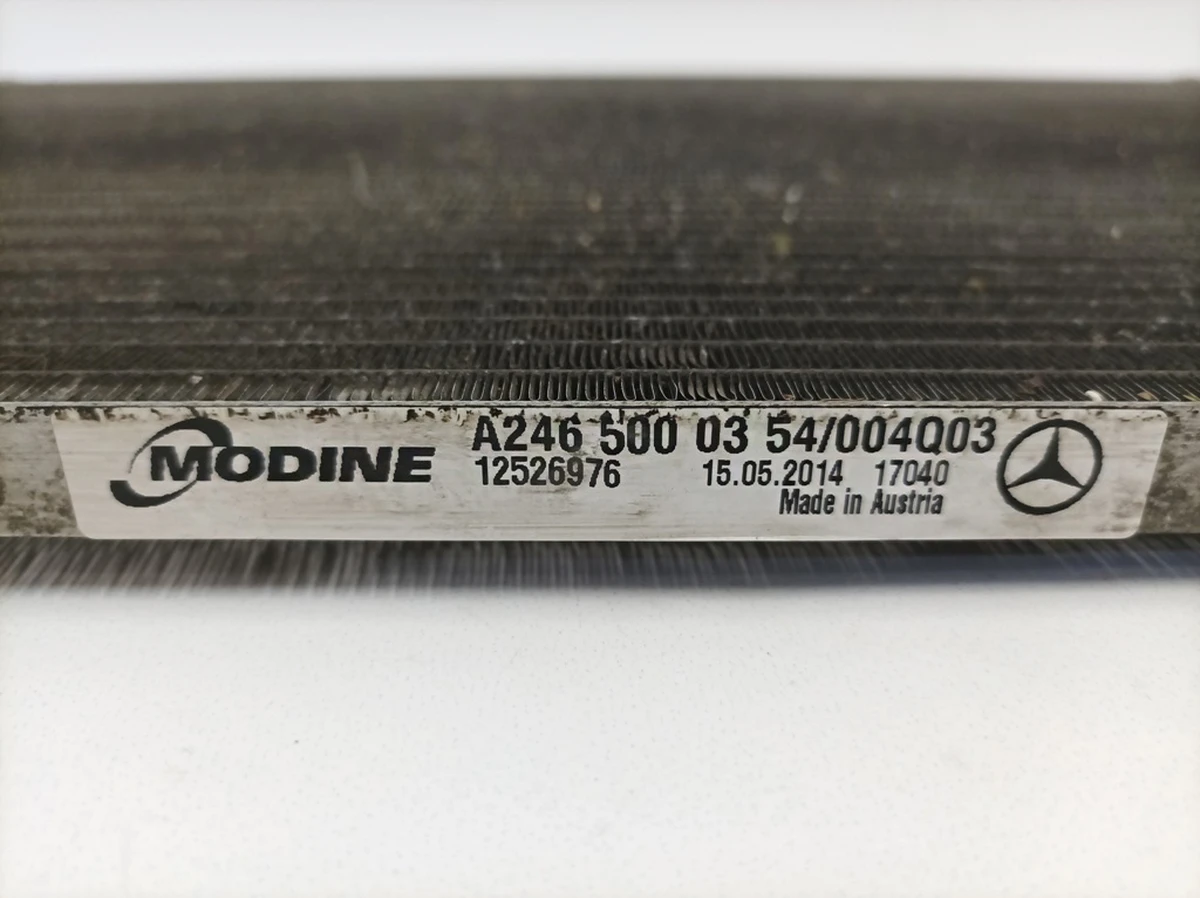 MODINE
A246 500 03 54/004Q03
12526976 15.05.2014 17040
Made in Austria